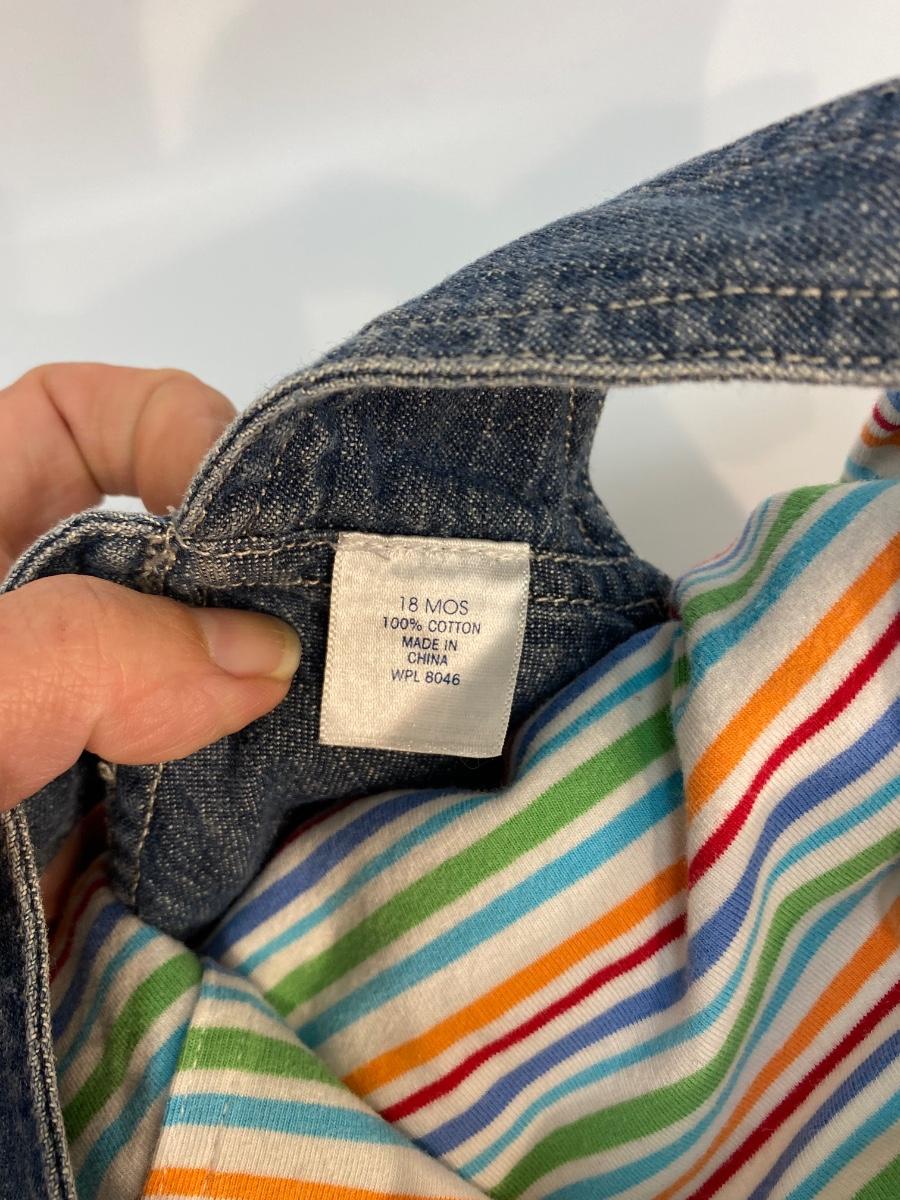 18 MOS
100% COTTON
MADE IN
CHINA
WPL 8046